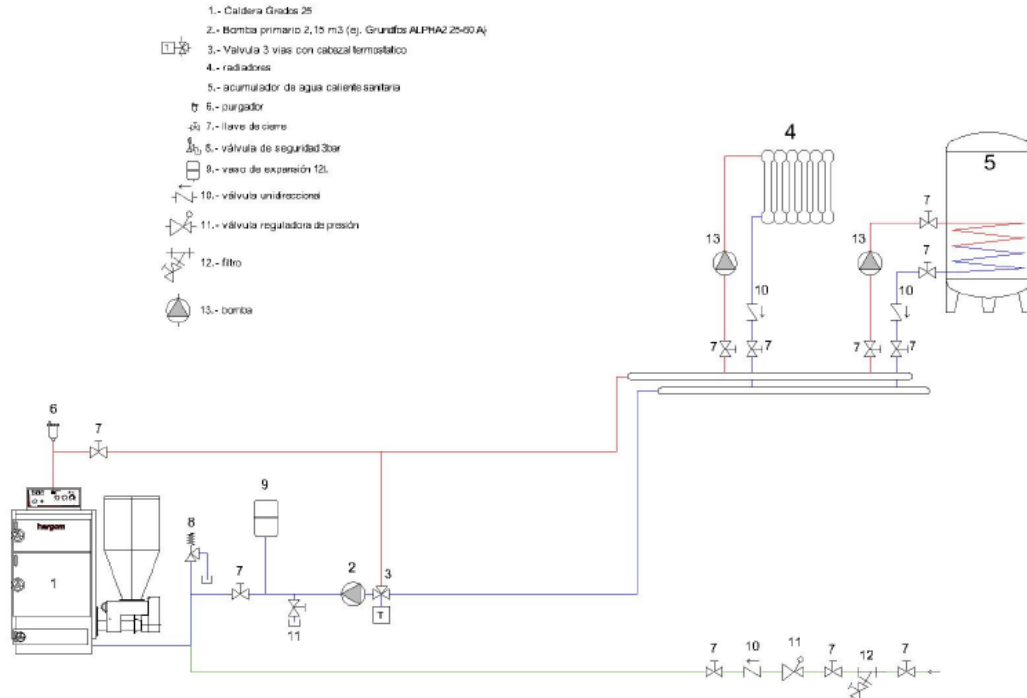 1.- Caldera Grados 25
2.- Bomba primario 2,15 m3 (ej. Grundfos ALPHA2 25-60 A)
T
3.- Valvula 3 vias con cabezal termostatico
4.- radiadores
5.- acumulador de agua caliente sanitaria
6.- purgador
7.- llave de cierre
8.- válvula de seguridad 3bar
9.- vaso de expansión 12l.
10.- válvula unidireccional
11.- válvula reguladora de presión
12.- filtro
13.- bomba
4
5
7
13
13
7
10
10
7
7
7
7
6
7
9
8
hergom
1
7
2
3
T
11
7
10
11
7
12
7